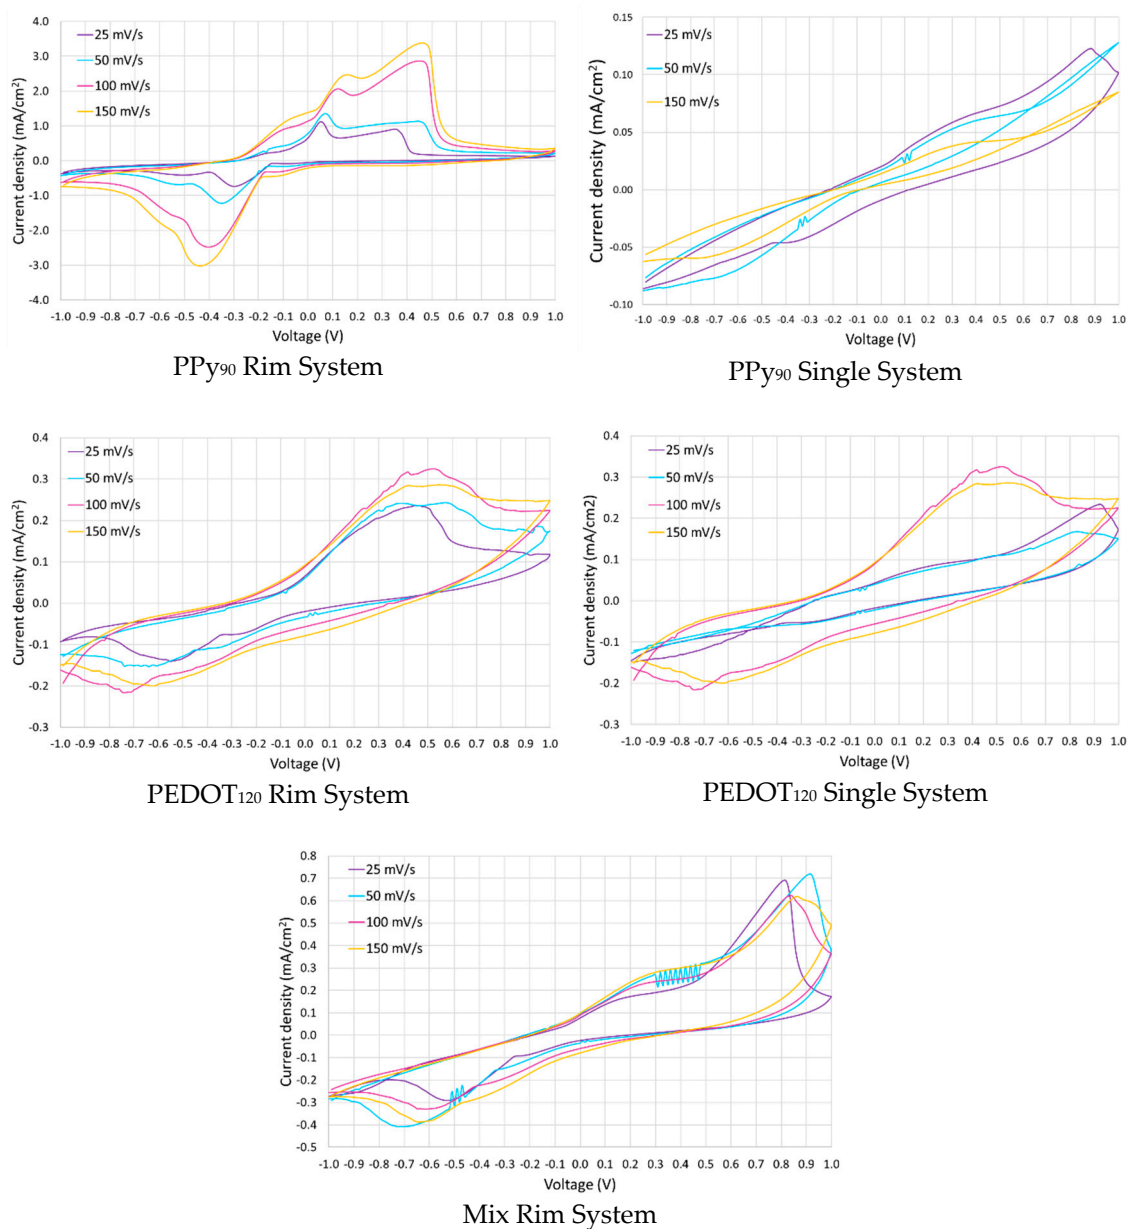 4.0
3.0
2.0
1.0
0.0
-1.0
-2.0
-3.0
-4.0
Current density (mA/cm²)
25 mV/s
50 mV/s
100 mV/s
150 mV/s
-1.0 -0.9 -0.8 -0.7 -0.6 -0.5 -0.4 -0.3 -0.2 -0.1 0.0 0.1 0.2 0.3 0.4 0.5 0.6 0.7 0.8 0.9 1.0
Voltage (V)
PPy₉₀ Rim System
0.15
0.10
0.05
0.00
-0.05
-0.10
Current density (mA/cm²)
25 mV/s
50 mV/s
150 mV/s
-1.0 -0.9 -0.8 -0.7 -0.6 -0.5 -0.4 -0.3 -0.2 -0.1 0.0 0.1 0.2 0.3 0.4 0.5 0.6 0.7 0.8 0.9 1.0
Voltage (V)
PPy₉₀ Single System
0.4
0.3
0.2
0.1
0.0
-0.1
-0.2
-0.3
Current density (mA/cm²)
25 mV/s
50 mV/s
100 mV/s
150 mV/s
-1.0 -0.9 -0.8 -0.7 -0.6 -0.5 -0.4 -0.3 -0.2 -0.1 0.0 0.1 0.2 0.3 0.4 0.5 0.6 0.7 0.8 0.9 1.0
Voltage (V)
PEDOT₁₂₀ Rim System
0.4
0.3
0.2
0.1
0.0
-0.1
-0.2
-0.3
Current density (mA/cm2)
25 mV/s
50 mV/s
100 mV/s
150 mV/s
-1.0 -0.9 -0.8 -0.7 -0.6 -0.5 -0.4 -0.3 -0.2 -0.1 0.0 0.1 0.2 0.3 0.4 0.5 0.6 0.7 0.8 0.9 1.0
Voltage (V)
PEDOT₁₂₀ Single System
0.8
0.7
0.6
0.5
0.4
0.3
0.2
0.1
0.0
-0.1
-0.2
-0.3
-0.4
-0.5
Current density (mA/cm²)
25 mV/s
50 mV/s
100 mV/s
150 mV/s
-1.0 -0.9 -0.8 -0.7 -0.6 -0.5 -0.4 -0.3 -0.2 -0.1 0.0 0.1 0.2 0.3 0.4 0.5 0.6 0.7 0.8 0.9 1.0
Voltage (V)
Mix Rim System